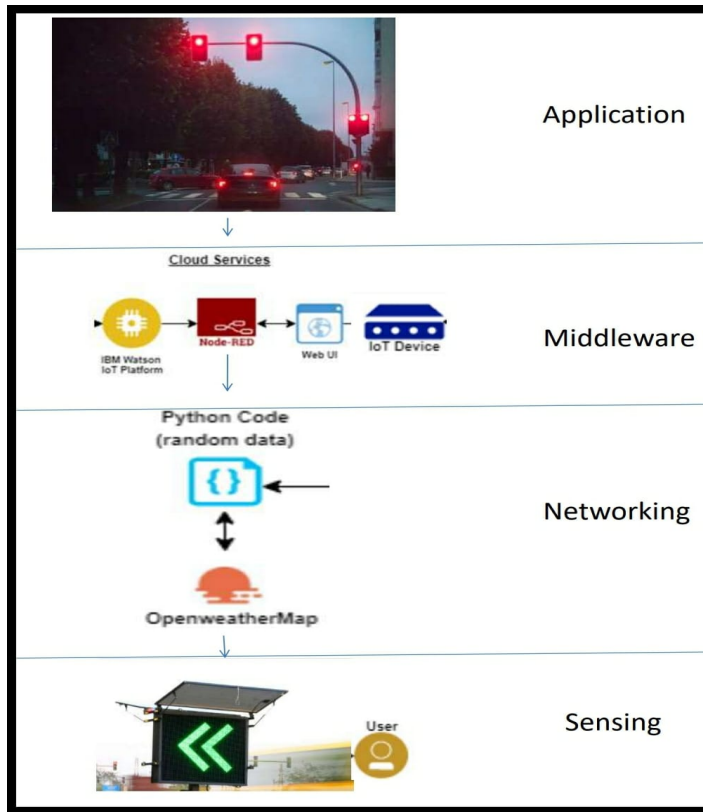 Application
Cloud Services
IBM Watson
IoT Platform
Node-RED
Web UI
IoT Device
Middleware
Python Code
(random data)
{}
Networking
OpenweatherMap
User
Sensing